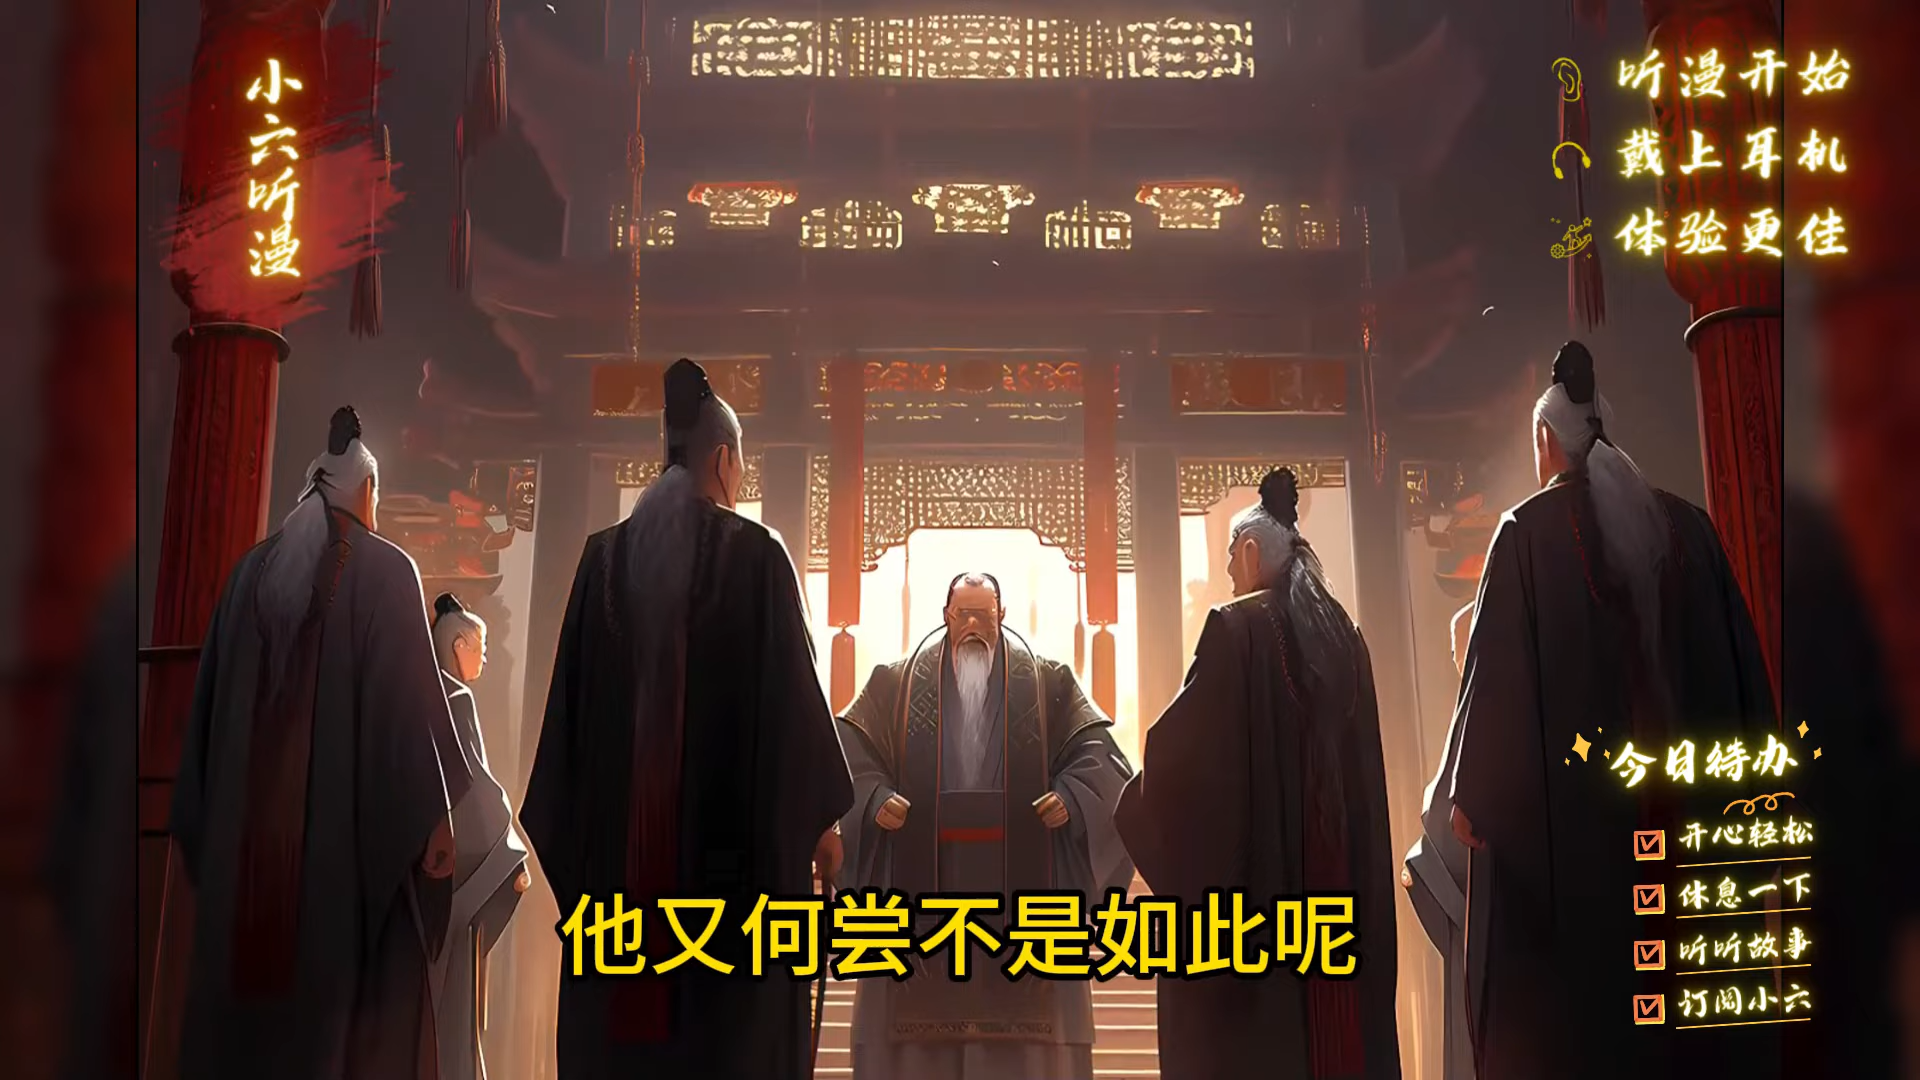 小六听漫
听漫开始
戴上耳机
体验更佳
今日待办
开心轻松
休息一下
听听故事
订阅小六
他又何尝不是如此呢